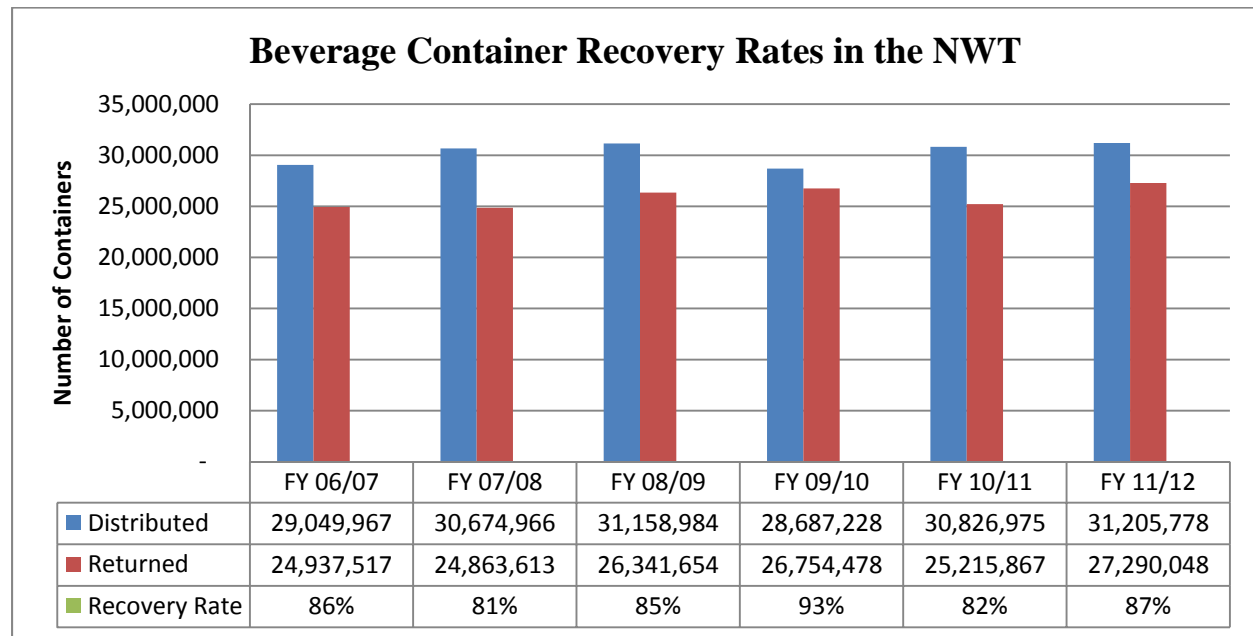 Beverage Container Recovery Rates in the NWT
Number of Containers
35,000,000
30,000,000
25,000,000
20,000,000
15,000,000
10,000,000
5,000,000
-
FY 06/07 FY 07/08 FY 08/09 FY 09/10 FY 10/11 FY 11/12
Distributed 29,049,967 30,674,966 31,158,984 28,687,228 30,826,975 31,205,778
Returned 24,937,517 24,863,613 26,341,654 26,754,478 25,215,867 27,290,048
Recovery Rate 86% 81% 85% 93% 82% 87%